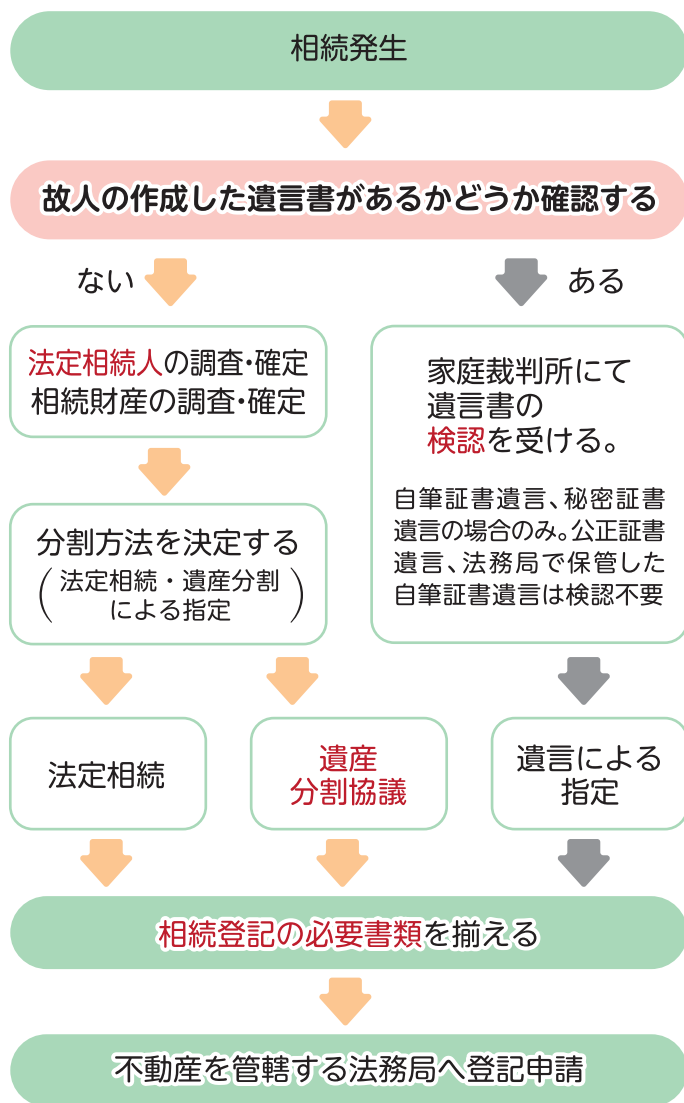 相続発生
故人の作成した遺言書があるかどうか確認する
ない
ある
法定相続人の調査・確定
相続財産の調査・確定
家庭裁判所にて
遺言書の
検認を受ける。
自筆証書遺言、秘密証書
遺言の場合のみ。公正証書
遺言、法務局で保管した
自筆証書遺言は検認不要
分割方法を決定する
(法定相続・遺産分割
による指定)
法定相続
遺産
分割協議
遺言による
指定
相続登記の必要書類を揃える
不動産を管轄する法務局へ登記申請